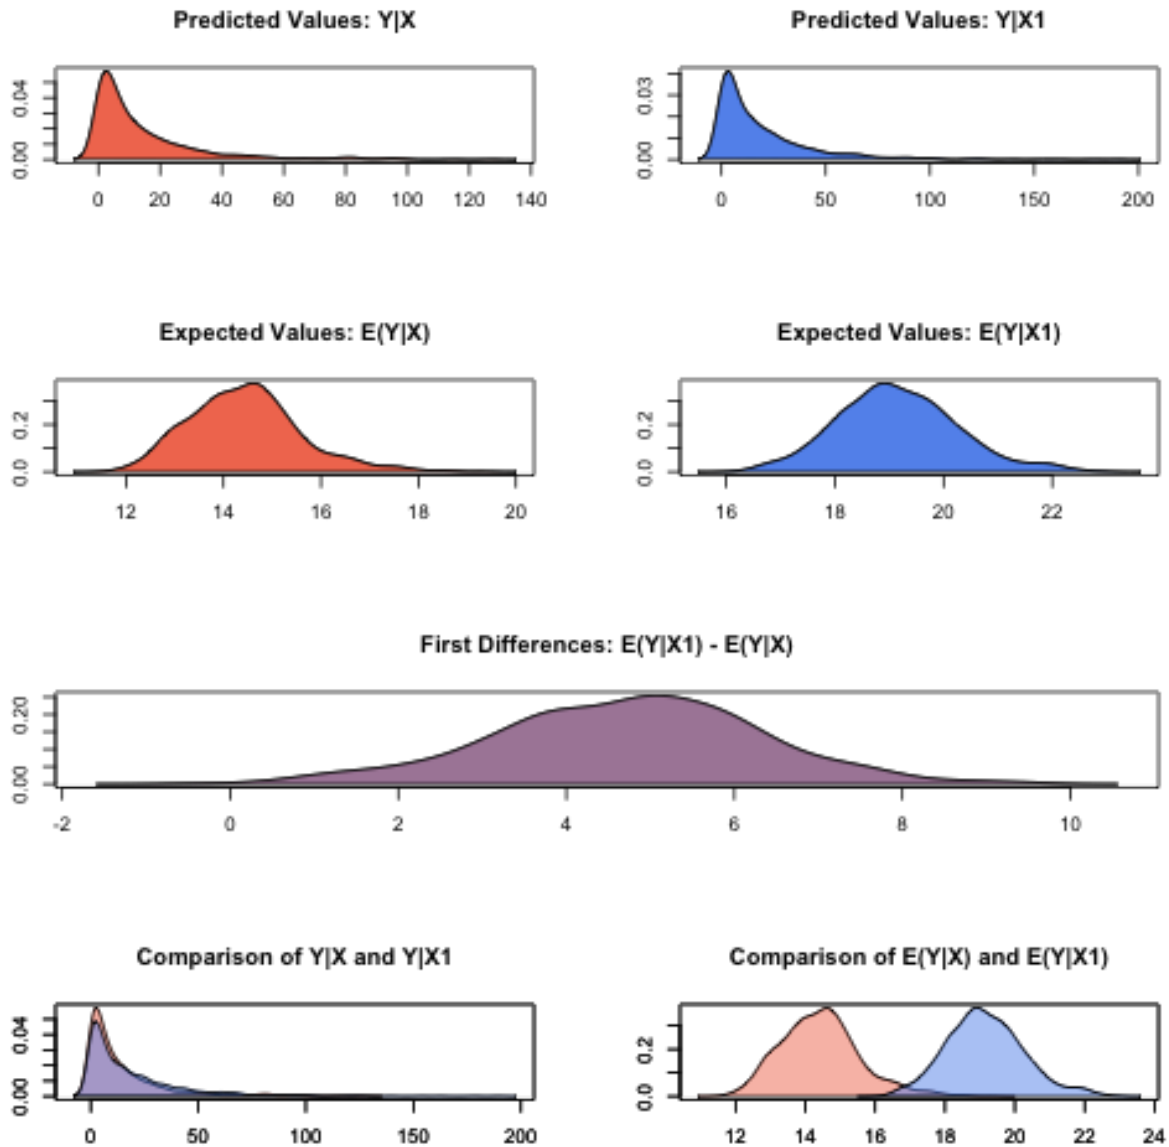 Predicted Values: Y|X
Predicted Values: Y|X1
0.00 0.04
0 20 40 60 80 100 120 140
0.00 0.03
0 50 100 150 200
Expected Values: E(Y|X)
Expected Values: E(Y|X1)
0.0 0.2
12 14 16 18 20
0.0 0.2
16 18 20 22
First Differences: E(Y|X1) - E(Y|X)
0.00 0.20
-2 0 2 4 6 8 10
Comparison of Y|X and Y|X1
Comparison of E(Y|X) and E(Y|X1)
0.00 0.04
0 50 100 150 200
0.0 0.2
12 14 16 18 20 22 24